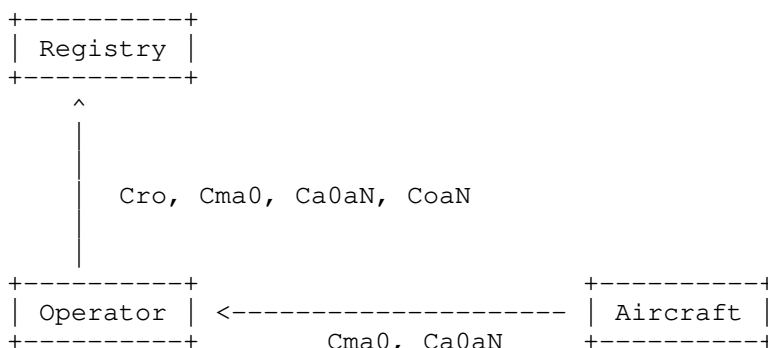 Registry
Cro, Cma0, Ca0aN, CoaN
Operator Aircraft
Cma0, Ca0aN